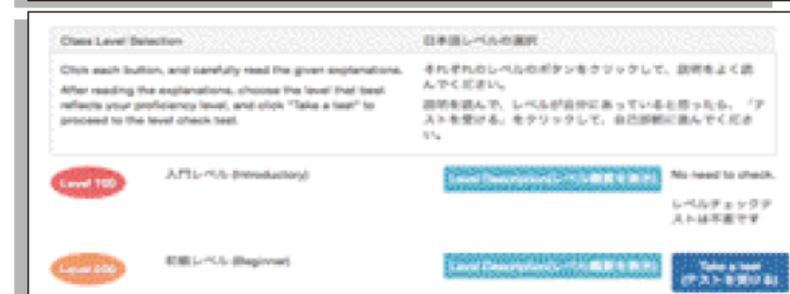 Class Level Selection
日本語レベルの選択
Click each button, and carefully read the given explanations.
After reading the explanations, choose the level that best
reflects your proficiency level, and click "Take a test" to
proceed to the level check test.
それぞれのレベルのボタンをクリックして、説明をよく読
んでください。
説明を読んで、レベルが自分にあっていると思ったら、「テ
ストを受ける」をクリックして、自己診断に進んでくださ
い。
Level 100
入門レベル (Introductory)
Level Description(レベル概要を表示)
No need to check.
レベルチェックテ
ストは不要です
Level
初級レベル (Beginner)
Level Description(レベル概要を表示)
Take a test
(テストを受ける)